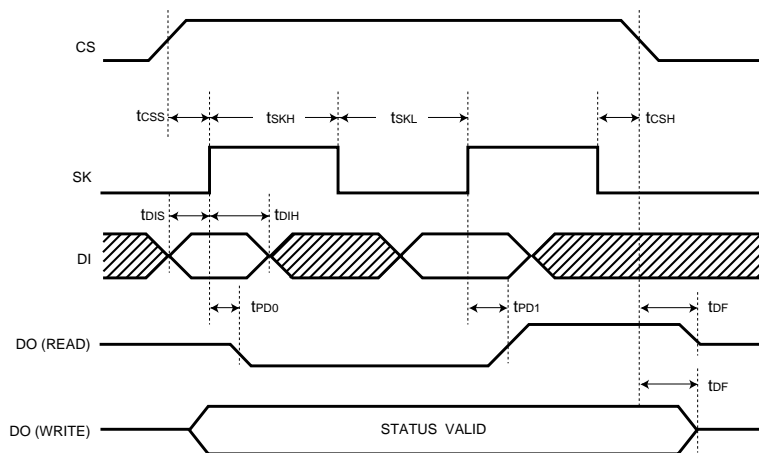 CS
tCSS tSKH tSKL tCSH
SK
tDIS tDIH
DI
tPD0 tPD1 tDF
DO (READ)
tDF
DO (WRITE) STATUS VALID